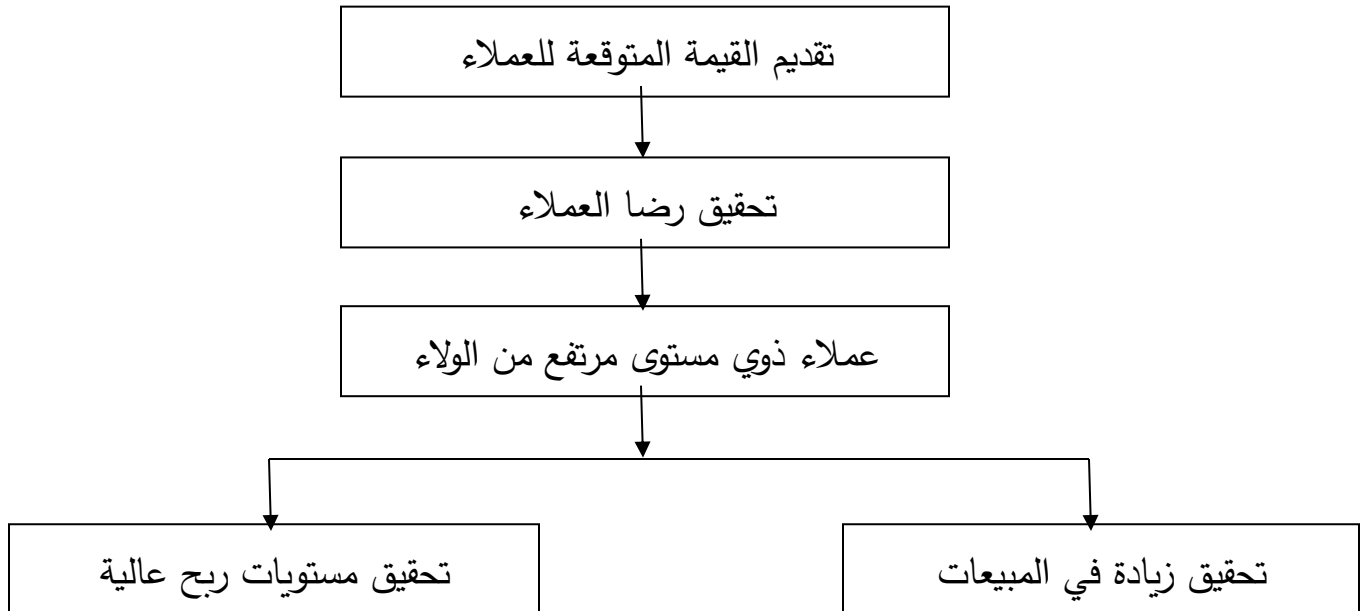 تقديم القيمة المتوقعة للعملاء
تحقيق رضا العملاء
عملاء ذوي مستوى مرتفع من الولاء
تحقيق زيادة في المبيعات
تحقيق مستويات ربح عالية